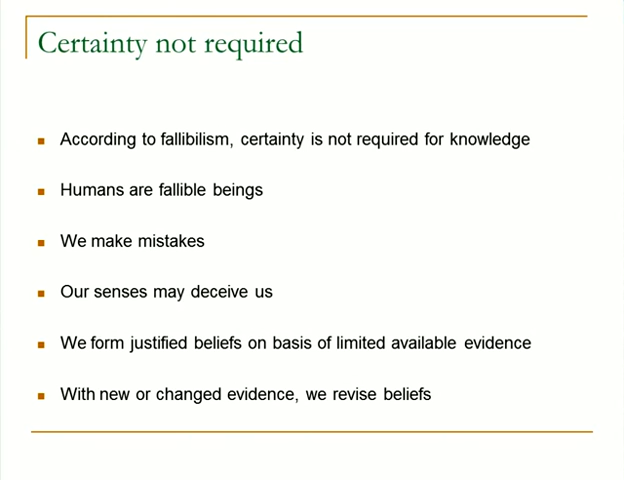 Certainty not required
According to fallibilism, certainty is not required for knowledge
Humans are fallible beings
We make mistakes
Our senses may deceive us
We form justified beliefs on basis of limited available evidence
With new or changed evidence, we revise beliefs